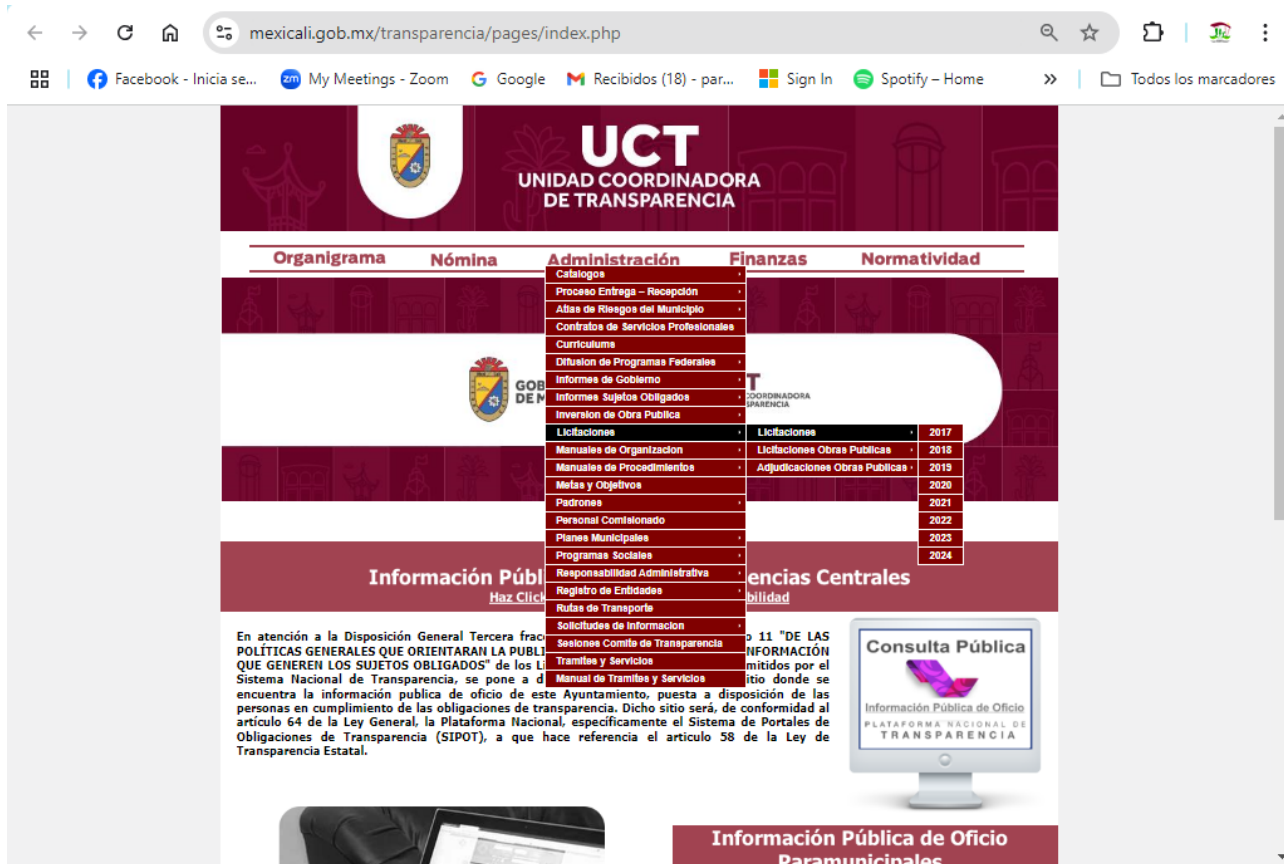 mexicali.gob.mx/transparencia/pages/index.php
Facebook - Inicia se...
zm My Meetings - Zoom
G Google
M Recibidos (18) - par...
Sign In
Spotify – Home
»
Todos los marcadores
UCT
UNIDAD COORDINADORA
DE TRANSPARENCIA
Organigrama Nómina Administración Finanzas Normatividad
Catalogos
Proceso Entrega – Recepción
Atlas de Riesgos del Municipio
Contratos de Servicios Profesionales
Curriculums
Difusion de Programas Federales
Informes de Gobierno
Informes Sujetos Obligados
Inversion de Obra Publica
Licitaciones
Manuales de Organizacion
Manuales de Procedimientos
Metas y Objetivos
Padrones
Personal Comisionado
Planes Municipales
Programas Sociales
Responsabilidad Administrativa
Registro de Entidades
Rutas de Transporte
Solicitudes de Informacion
Sesiones Comite de Transparencia
Tramites y Servicios
Manual de Tramites y Servicios
Licitaciones
Licitaciones Obras Publicas
Adjudicaciones Obras Publicas
2017
2018
2019
2020
2021
2022
2023
2024
GOB
DE M
T
COORDINADORA
SPARENCIA
Información Públ encias Centrales
Haz Click bilidad
En atención a la Disposición General Tercera frac o 11 "DE LAS
POLÍTICAS GENERALES QUE ORIENTARAN LA PUBLI NFORMACIÓN
QUE GENEREN LOS SUJETOS OBLIGADOS" de los Li mitidos por el
Sistema Nacional de Transparencia, se pone a d itio donde se
encuentra la información publica de oficio de este Ayuntamiento, puesta a disposición de las
personas en cumplimiento de las obligaciones de transparencia. Dicho sitio será, de conformidad al
artículo 64 de la Ley General, la Plataforma Nacional, específicamente el Sistema de Portales de
Obligaciones de Transparencia (SIPOT), a que hace referencia el articulo 58 de la Ley de
Transparencia Estatal.
Consulta Pública
Información Pública de Oficio
PLATAFORMA NACIONAL DE
TRANSPARENCIA
Información Pública de Oficio
Paramunicipales